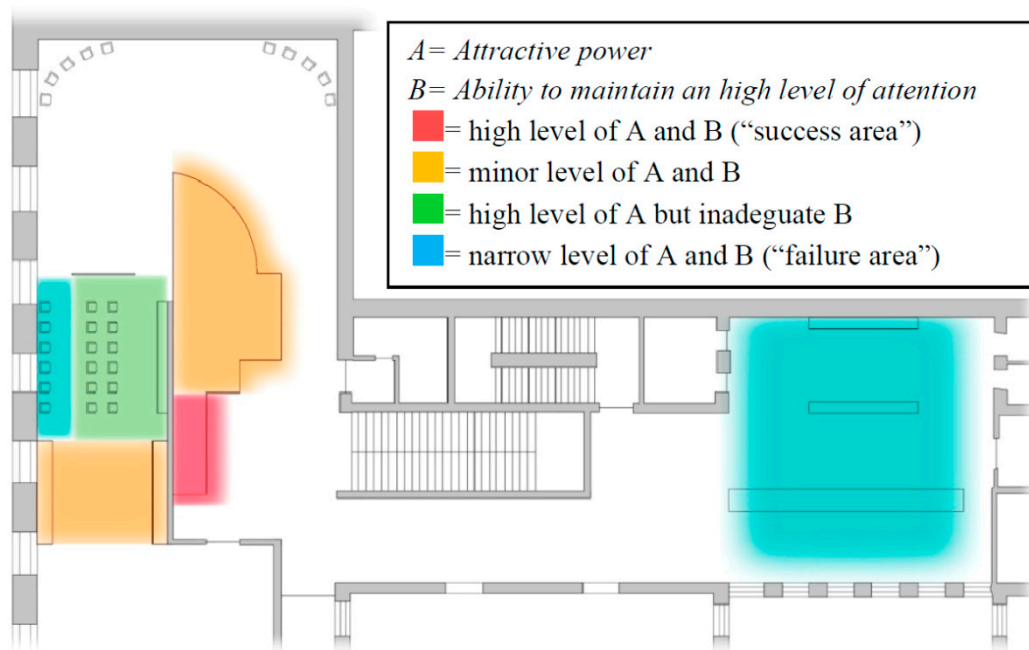 A= Attractive power
B= Ability to maintain an high level of attention
= high level of A and B (“success area”)
= minor level of A and B
= high level of A but inadeguate B
= narrow level of A and B (“failure area”)